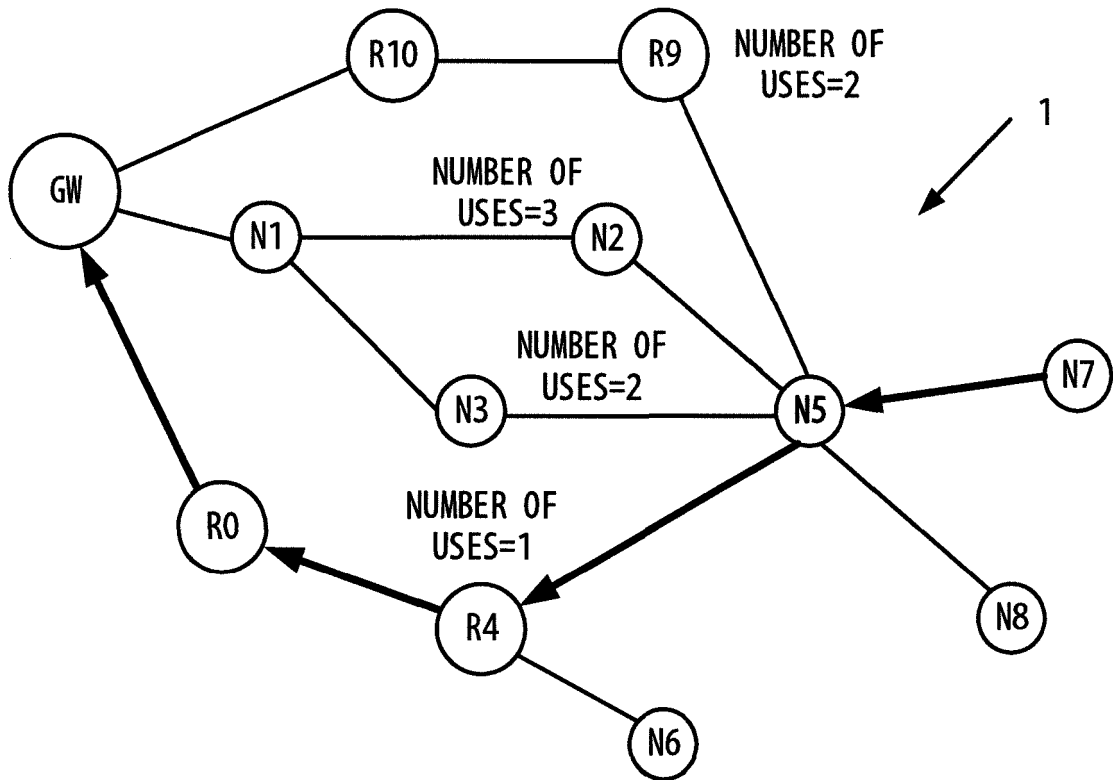 R10
R9
NUMBER OF
USES=2
1
GW
NUMBER OF
USES=3
N1
N2
NUMBER OF
USES=2
N7
N3
N5
NUMBER OF
USES=1
R0
R4
N8
N6